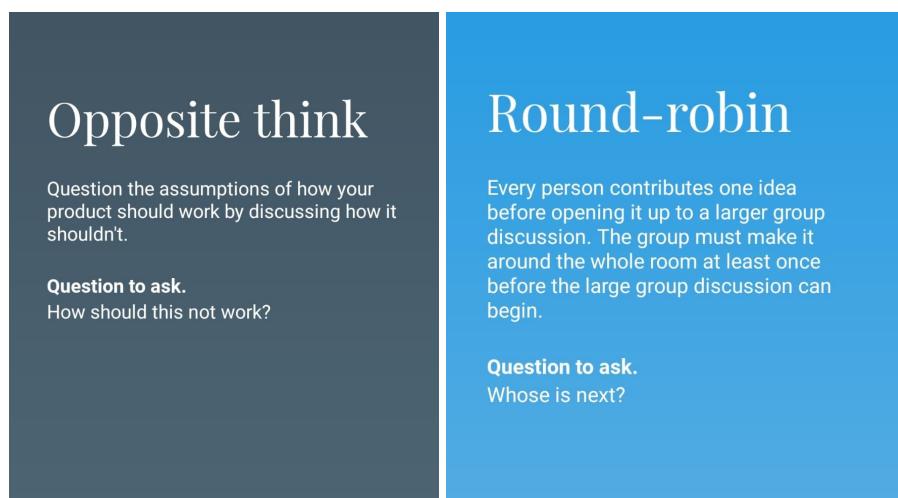 Opposite think
Question the assumptions of how your
product should work by discussing how it
shouldn't.
Question to ask.
How should this not work?
Round-robin
Every person contributes one idea
before opening it up to a larger group
discussion. The group must make it
around the whole room at least once
before the large group discussion can
begin.
Question to ask.
Whose is next?